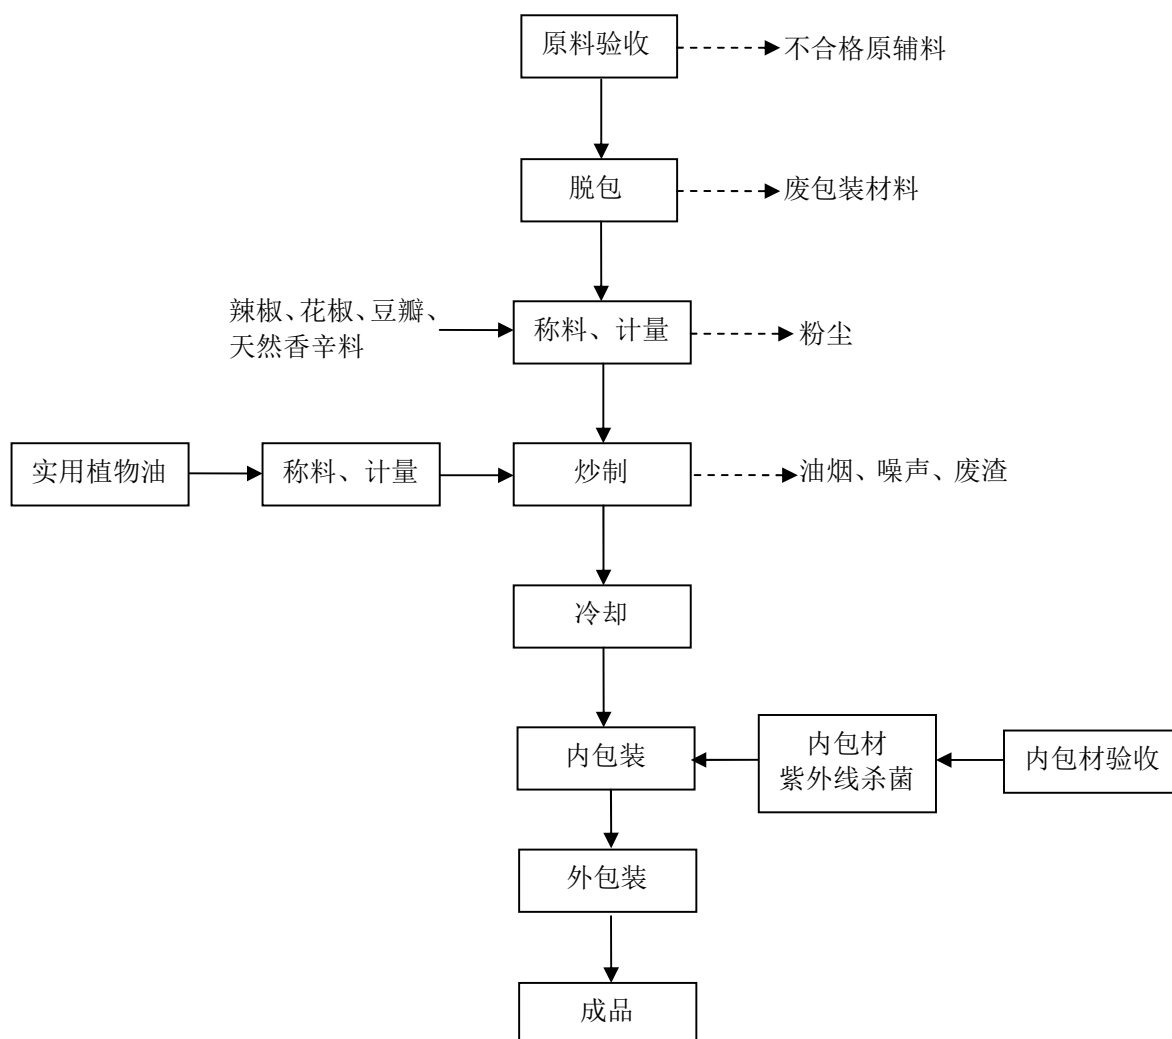 原料验收
不合格原辅料
脱包
废包装材料
辣椒、花椒、豆瓣、
天然香辛料
称料、计量
粉尘
实用植物油
称料、计量
炒制
油烟、噪声、废渣
冷却
内包装
内包材
紫外线杀菌
内包材验收
外包装
成品